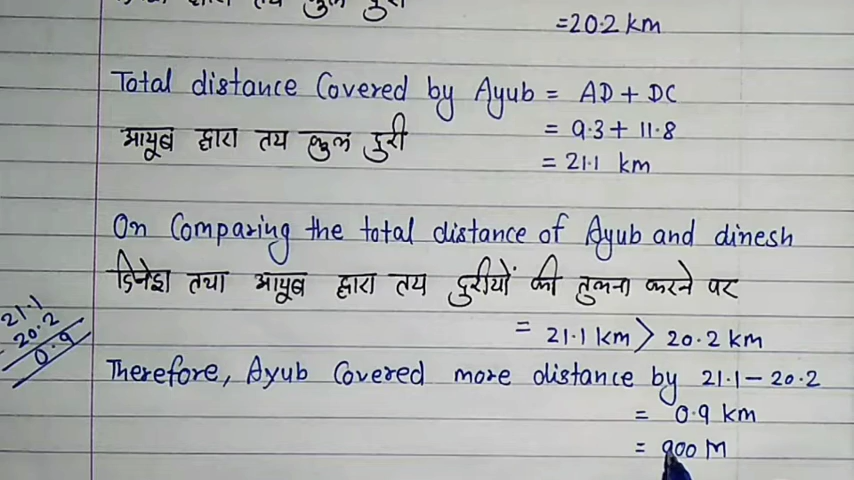 द्वारा तय कुल दुरी
=20.2 km
Total distance Covered by Ayub = AD + DC
आयूब द्वारा तय कुल दुरी
= 9.3 + 11.8
= 21.1 km
On Comparing the total distance of Ayub and dinesh
दिनेश तथा आयूब द्वारा तय दुरीयों की तुलना करने पर
= 21.1 km > 20.2 km
21.1
- 20.2
0.9
Therefore, Ayub Covered more distance by 21.1 - 20.2
= 0.9 km
= 900 M